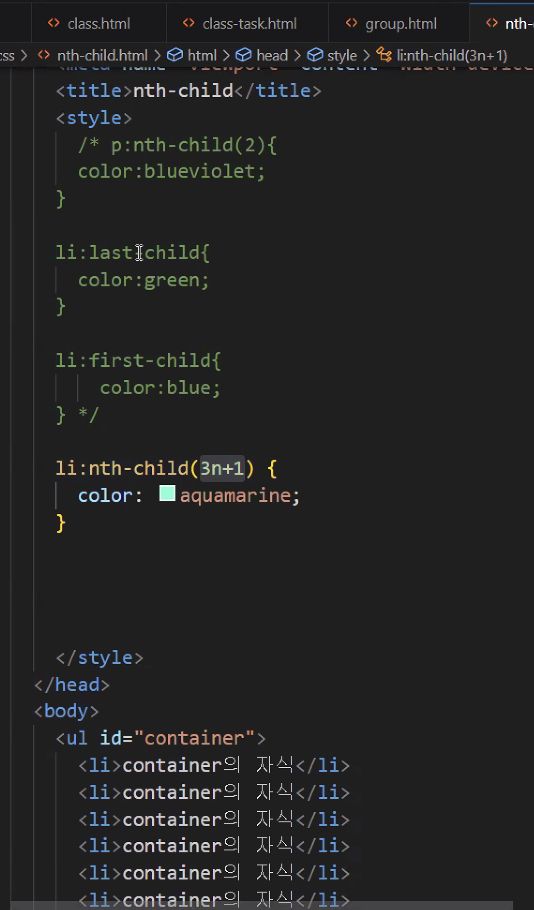 class.html class-task.html group.html nth-
css > nth-child.html > html > head > style > li:nth-child(3n+1)
<title>nth-child</title>
<style>
/* p:nth-child(2){
color:blueviolet;
}
li:last-child{
color:green;
}
li:first-child{
color:blue;
} */
li:nth-child(3n+1) {
color: aquamarine;
}
</style>
</head>
<body>
<ul id="container">
<li>container의 자식</li>
<li>container의 자식</li>
<li>container의 자식</li>
<li>container의 자식</li>
<li>container의 자식</li>
<li>container의 자식</li>